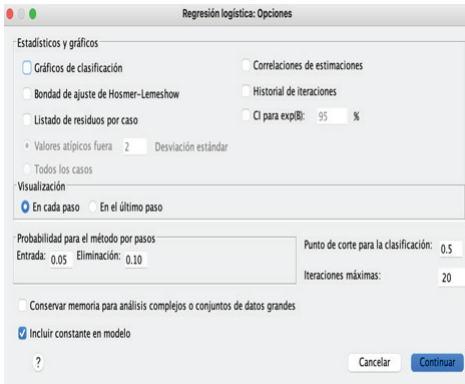 Regresión logística: Opciones
Estadísticos y gráficos
Gráficos de clasificación
Correlaciones de estimaciones
Bondad de ajuste de Hosmer-Lemeshow
Historial de iteraciones
Listado de residuos por caso
CI para exp(B): 95 %
Valores atípicos fuera 2 Desviación estándar
Todos los casos
Visualización
En cada paso En el último paso
Probabilidad para el método por pasos
Entrada: 0.05 Eliminación: 0.10
Punto de corte para la clasificación: 0.5
Iteraciones máximas: 20
Conservar memoria para análisis complejos o conjuntos de datos grandes
Incluir constante en modelo
? Cancelar Continuar